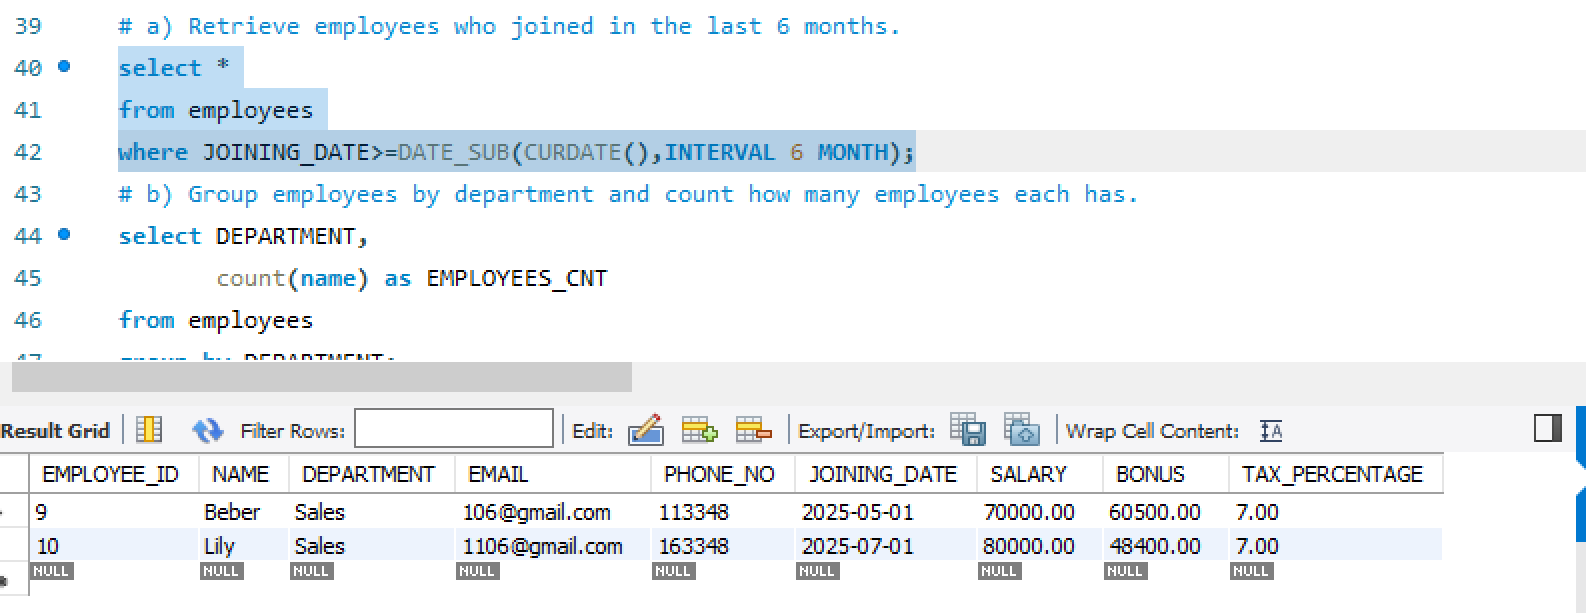 39 # a) Retrieve employees who joined in the last 6 months.
40 select *
41 from employees
42 where JOINING_DATE>=DATE_SUB(CURDATE(),INTERVAL 6 MONTH);
43 # b) Group employees by department and count how many employees each has.
44 select DEPARTMENT,
45 count(name) as EMPLOYEES_CNT
46 from employees
47 group by DEPARTMENT;
Result Grid Filter Rows: Edit: Export/Import: Wrap Cell Content: IA
EMPLOYEE_ID NAME DEPARTMENT EMAIL PHONE_NO JOINING_DATE SALARY BONUS TAX_PERCENTAGE
9 Beber Sales 106@gmail.com 113348 2025-05-01 70000.00 60500.00 7.00
10 Lily Sales 1106@gmail.com 163348 2025-07-01 80000.00 48400.00 7.00
NULL NULL NULL NULL NULL NULL NULL NULL NULL